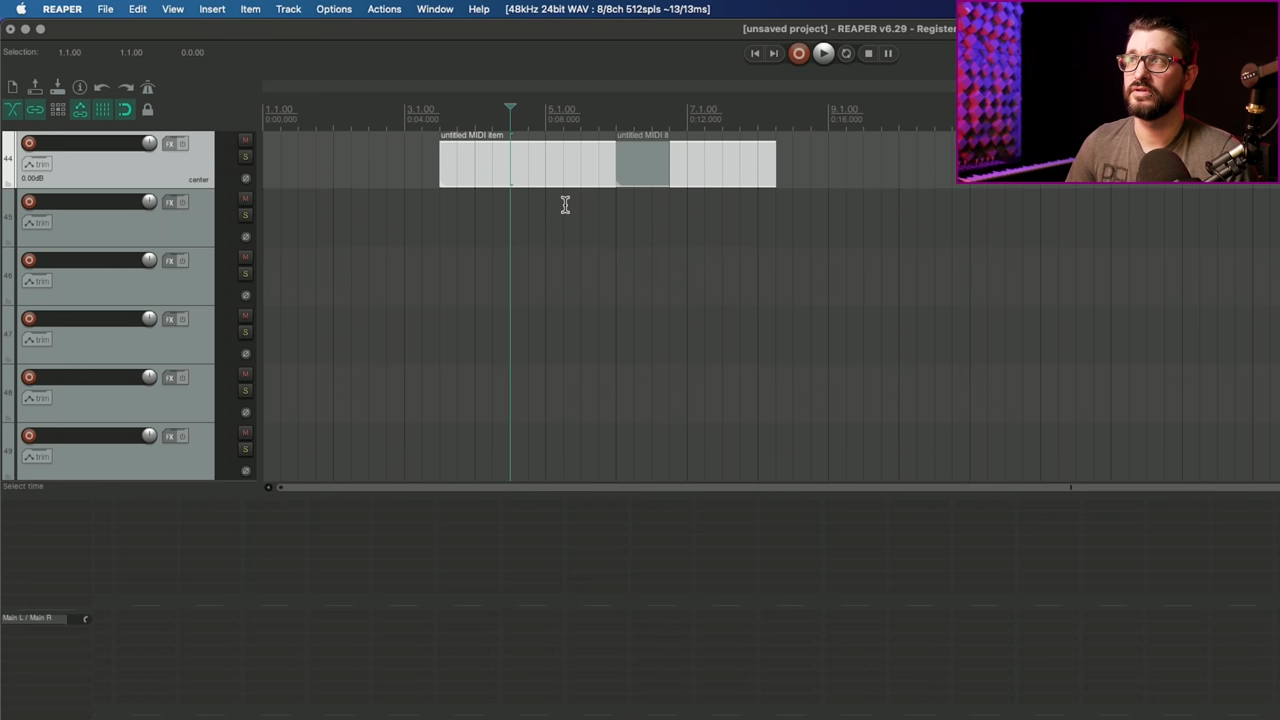 REAPER File Edit View Insert Item Track Options Actions Window Help [48kHz 24bit WAV : 8/8ch 512spls ~13/13ms]
[unsaved project] - REAPER v6.29 - Register
Selection: 1.1.00 1.1.00 0.0.00
1.1.00 3.1.00 5.1.00 7.1.00 9.1.00
0:00.000 0:04.000 0:08.000 0:12.000 0:16.000
untitled MIDI item untitled MIDI it
44 FX M
trim S
0.00dB center
45 FX M
trim S
46 FX M
trim S
47 FX M
trim S
48 FX M
trim S
49 FX M
trim S
Select time
Main L / Main R